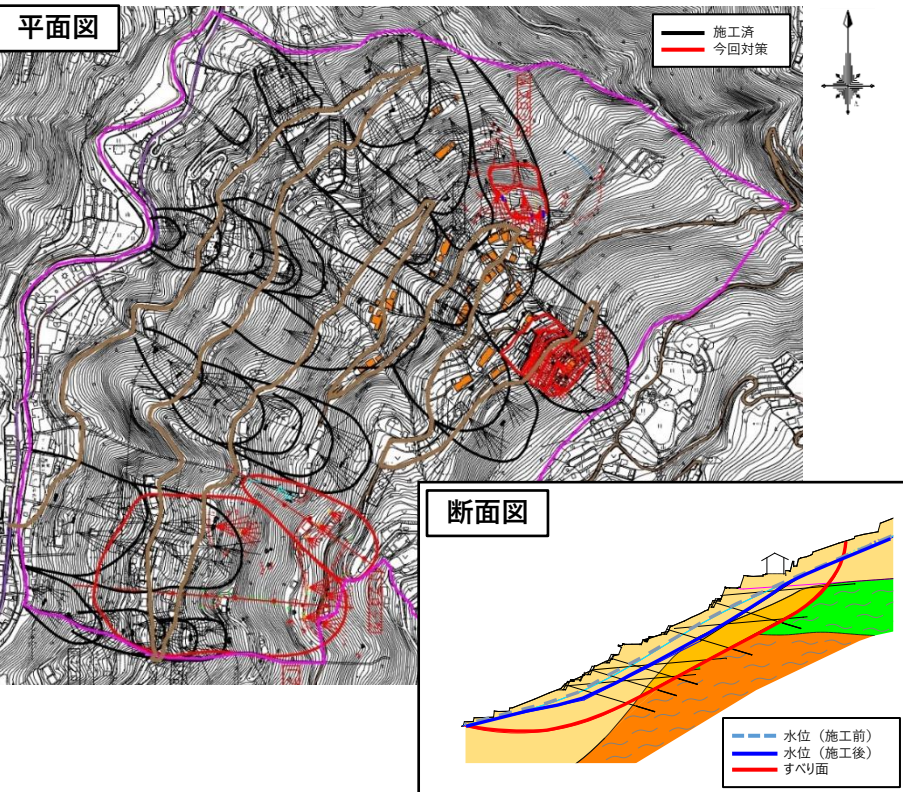 平面図
施工済
今回対策
断面図
水位（施工前）
水位（施工後）
すべり面